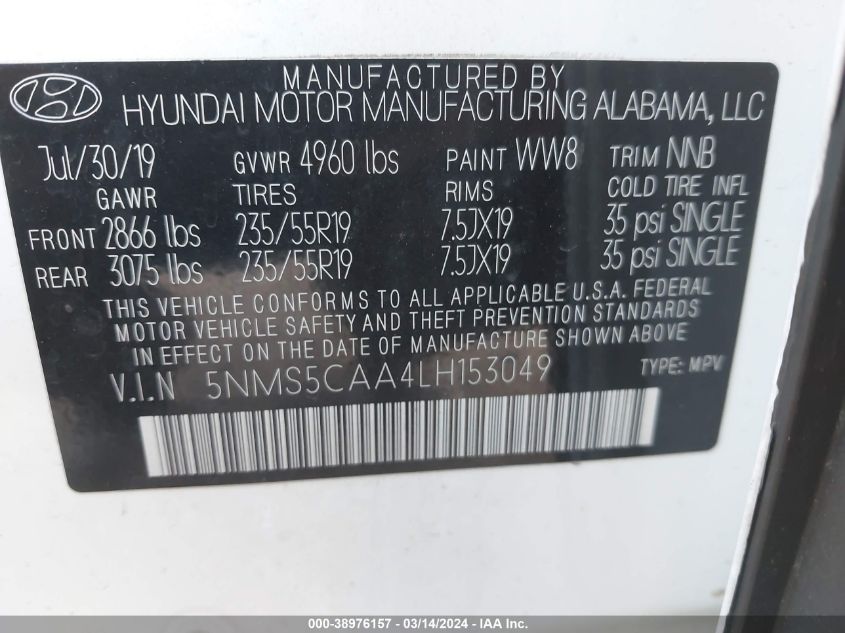 MANUFACTURED BY
HYUNDAI MOTOR MANUFACTURING ALABAMA, LLC
Jul/30/19 GVWR 4960 lbs PAINT WW8 TRIM NNB
GAWR TIRES RIMS COLD TIRE INFL
FRONT 2866 lbs 235/55R19 7.5JX19 35 psi SINGLE
REAR 3075 lbs 235/55R19 7.5JX19 35 psi SINGLE
THIS VEHICLE CONFORMS TO ALL APPLICABLE U.S.A. FEDERAL
MOTOR VEHICLE SAFETY AND THEFT PREVENTION STANDARDS
IN EFFECT ON THE DATE OF MANUFACTURE SHOWN ABOVE
V.I.N 5NMS5CAA4LH153049 TYPE: MPV
000-38976157 - 03/14/2024 - IAA Inc.